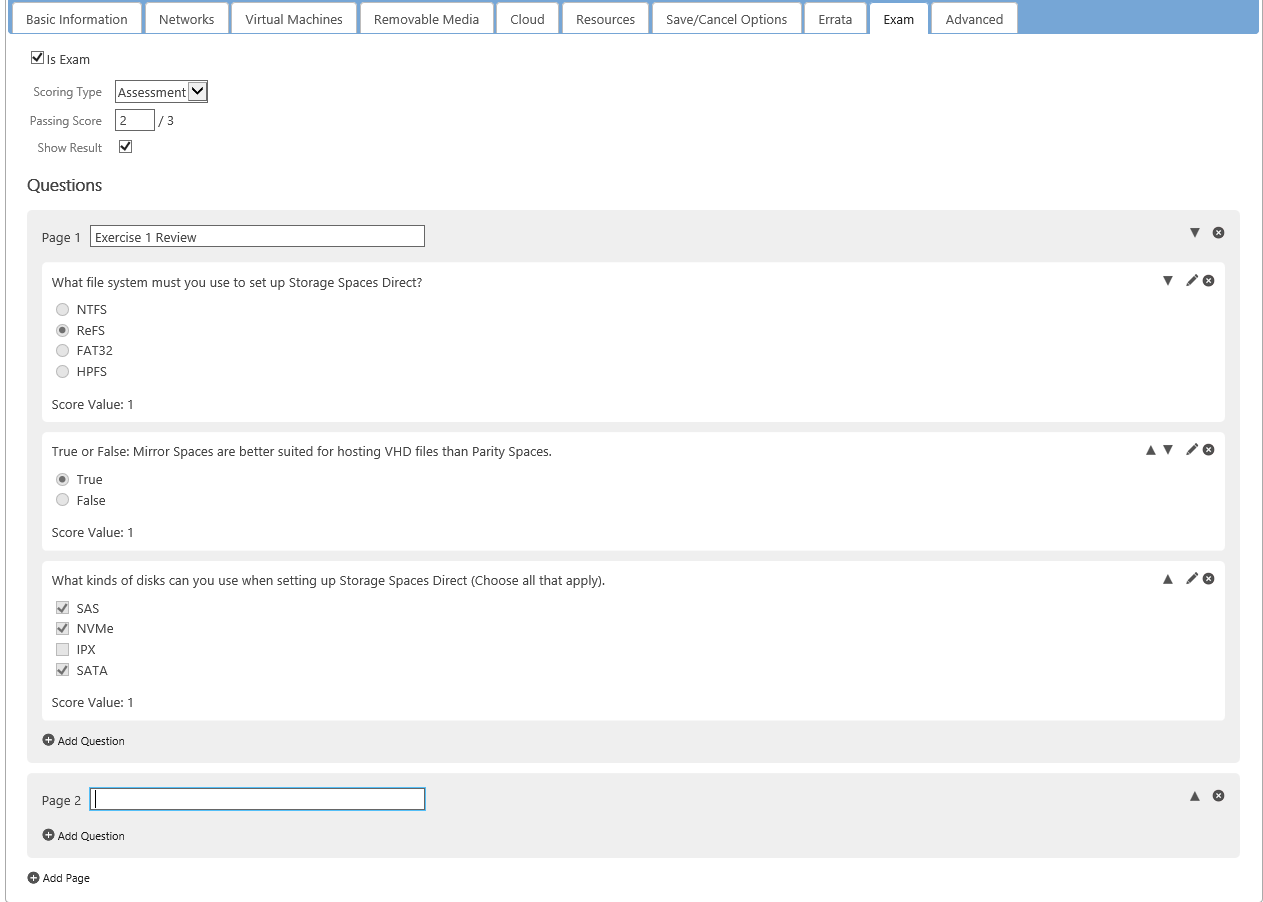 Basic Information Networks Virtual Machines Removable Media Cloud Resources Save/Cancel Options Errata Exam Advanced
Is Exam
Scoring Type Assessment
Passing Score 2 / 3
Show Result
Questions
Page 1 Exercise 1 Review
What file system must you use to set up Storage Spaces Direct?
NTFS
ReFS
FAT32
HPFS
Score Value: 1
True or False: Mirror Spaces are better suited for hosting VHD files than Parity Spaces.
True
False
Score Value: 1
What kinds of disks can you use when setting up Storage Spaces Direct (Choose all that apply).
SAS
NVMe
IPX
SATA
Score Value: 1
Add Question
Page 2
Add Question
Add Page